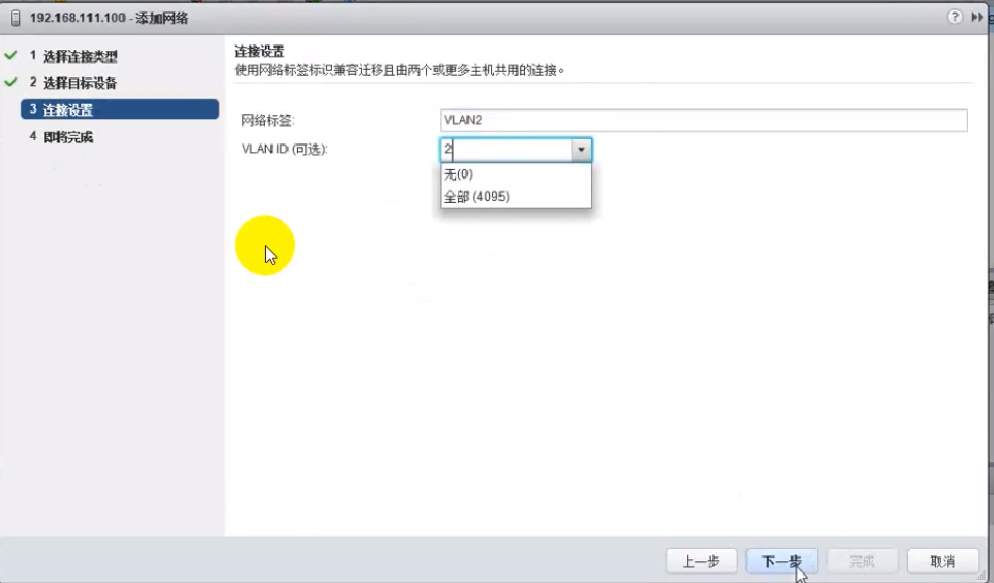 192.168.111.100 - 添加网络
?
1 选择连接类型
2 选择目标设备
3 连接设置
4 即将完成
连接设置
使用网络标签标识兼容迁移且由两个或更多主机共用的连接。
网络标签: VLAN2
VLAN ID (可选): 2
无(0)
全部 (4095)
上一步 下一步 完成 取消